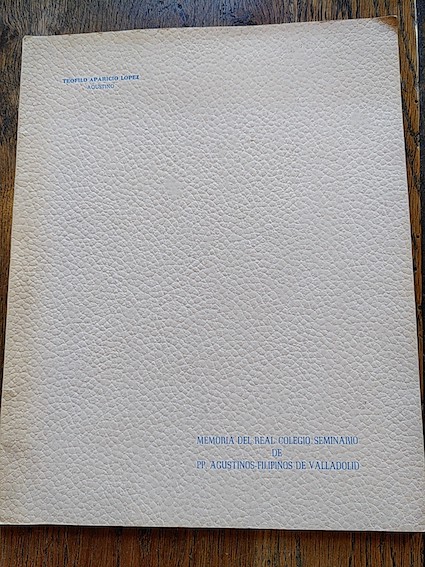 TEOFILO APARICIO LOPEZ
AGUSTINO
MEMORIA DEL REAL COLEGIO-SEMINARIO
DE
PP. AGUSTINOS-FILIPINOS DE VALLADOLID